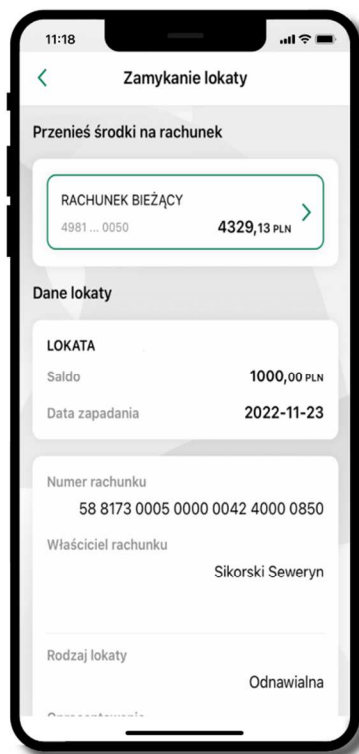 11:18
Zamykanie lokaty
Przenieś środki na rachunek
RACHUNEK BIEŻĄCY
4981 ... 0050 4329,13 PLN
Dane lokaty
LOKATA
Saldo 1000,00 PLN
Data zapadania 2022-11-23
Numer rachunku
58 8173 0005 0000 0042 4000 0850
Właściciel rachunku
Sikorski Seweryn
Rodzaj lokaty
Odnawialna